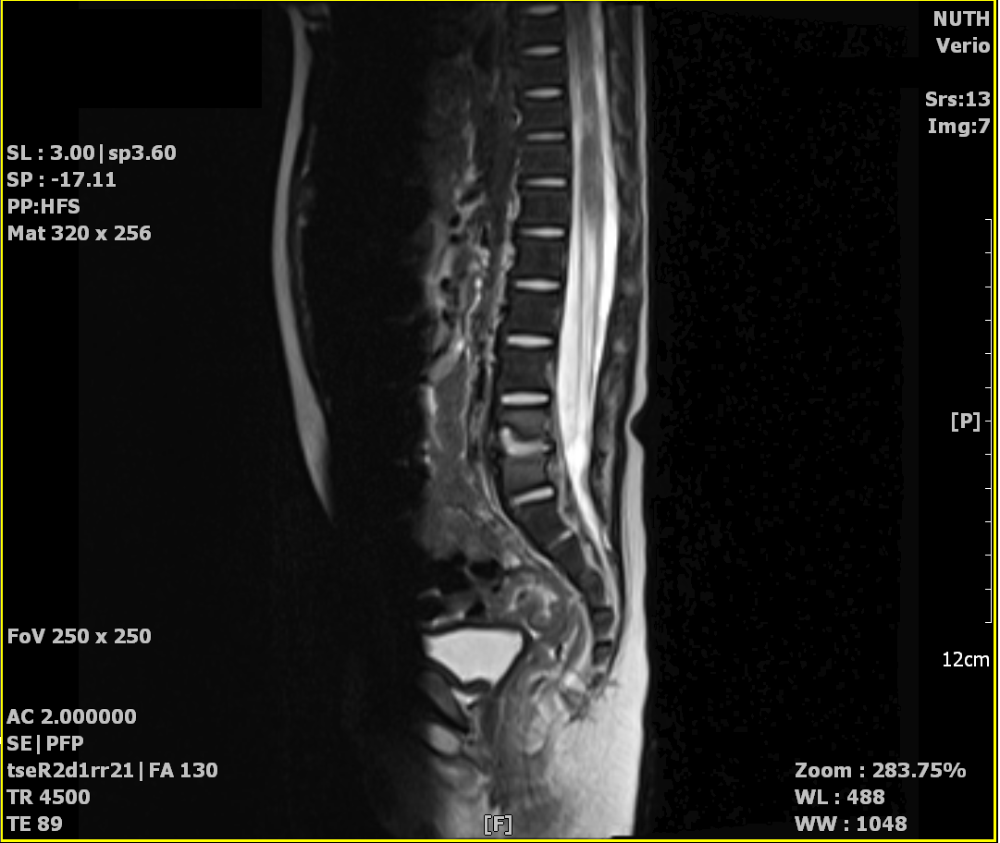 NUTH
Verio
Srs:13
Img:7
SL : 3.00|sp3.60
SP : -17.11
PP:HFS
Mat 320 x 256
[P]
FoV 250 x 250
12cm
AC 2.000000
SE|PFP
tseR2d1rr21|FA 130
TR 4500
TE 89
[F]
Zoom : 283.75%
WL : 488
WW : 1048